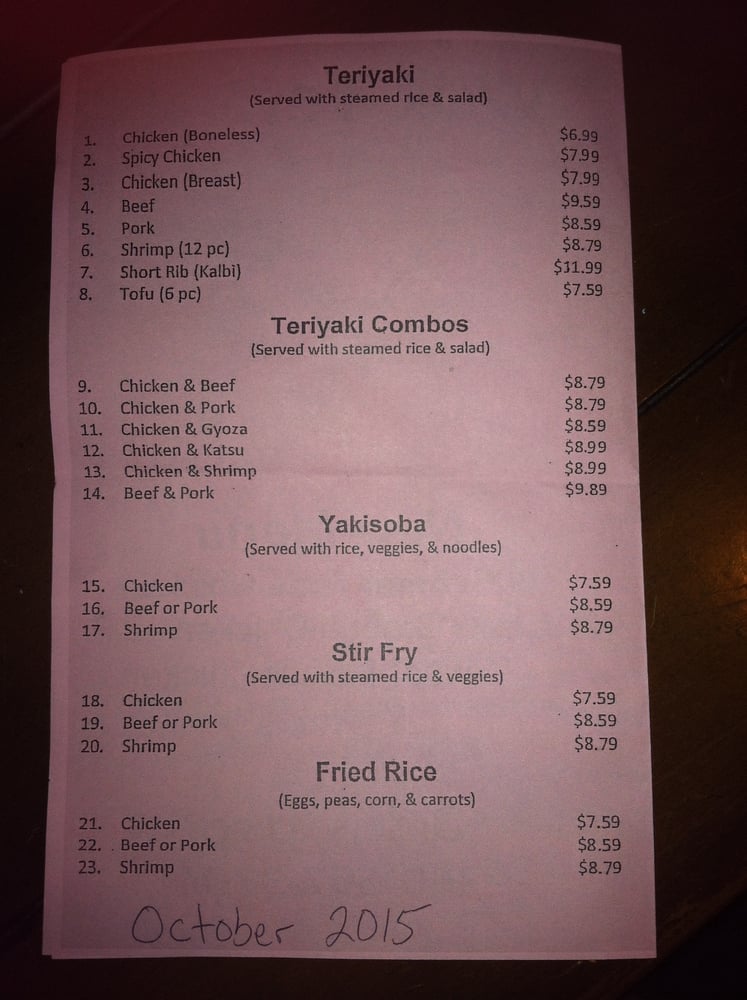 Teriyaki
(Served with steamed rice & salad)
1. Chicken (Boneless) $6.99
2. Spicy Chicken $7.99
3. Chicken (Breast) $7.99
4. Beef $9.59
5. Pork $8.59
6. Shrimp (12 pc) $8.79
7. Short Rib (Kalbi) $11.99
8. Tofu (6 pc) $7.59
Teriyaki Combos
(Served with steamed rice & salad)
9. Chicken & Beef $8.79
10. Chicken & Pork $8.79
11. Chicken & Gyoza $8.59
12. Chicken & Katsu $8.99
13. Chicken & Shrimp $8.99
14. Beef & Pork $9.89
Yakisoba
(Served with rice, veggies, & noodles)
15. Chicken $7.59
16. Beef or Pork $8.59
17. Shrimp $8.79
Stir Fry
(Served with steamed rice & veggies)
18. Chicken $7.59
19. Beef or Pork $8.59
20. Shrimp $8.79
Fried Rice
(Eggs, peas, corn, & carrots)
21. Chicken $7.59
22. Beef or Pork $8.59
23. Shrimp $8.79
October 2015